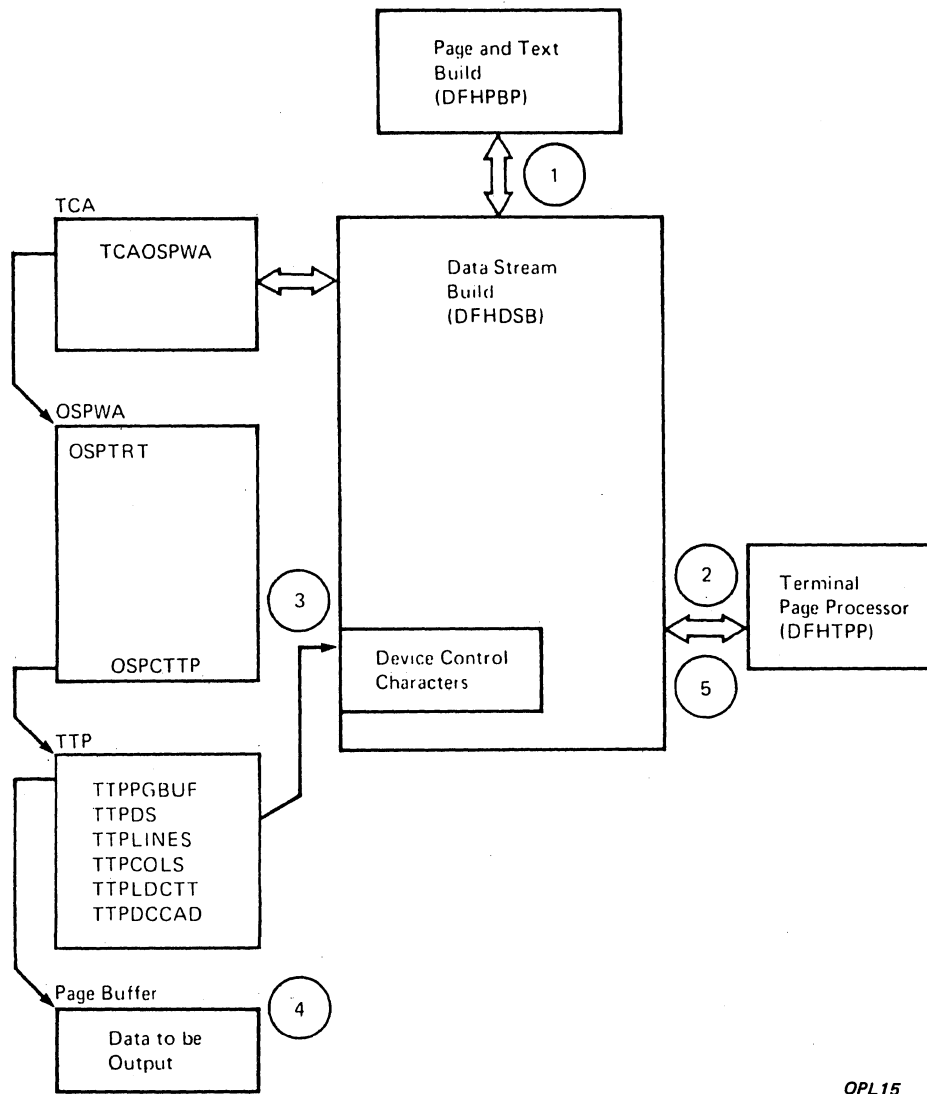 Page and Text
Build
(DFHPBP)
1
TCA
TCAOSPWA
Data Stream
Build
(DFHDSB)
OSPWA
OSPTRT
OSPCTTP
3
2
Terminal
Page Processor
(DFHTPP)
5
Device Control
Characters
TTP
TTPPGBUF
TTPDS
TTPLINES
TTPCOLS
TTPLDCTT
TTPDCCAD
Page Buffer
4
Data to be
Output
OPL15